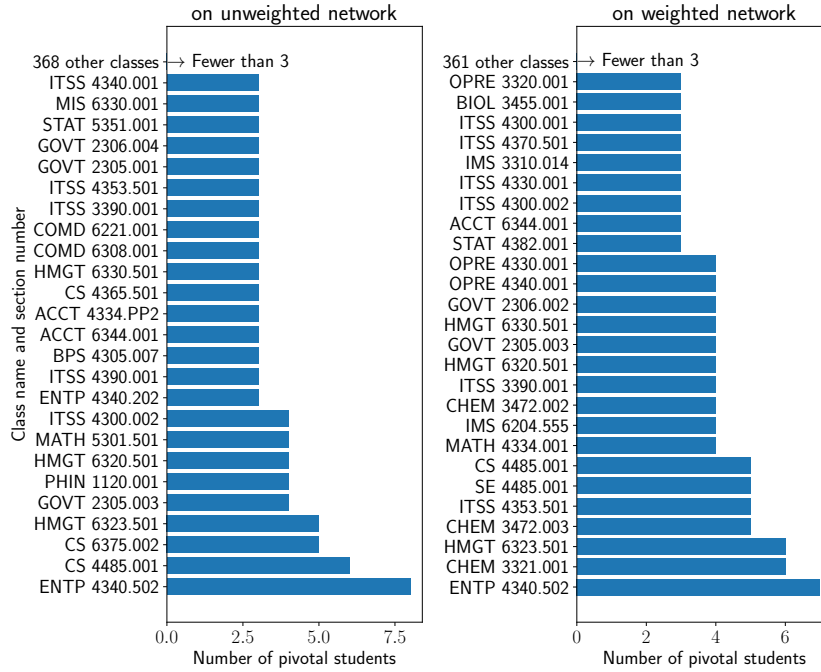 on unweighted network
Class name and section number
368 other classes
→ Fewer than 3
ITSS 4340.001
MIS 6330.001
STAT 5351.001
GOVT 2306.004
GOVT 2305.001
ITSS 4353.501
ITSS 3390.001
COMD 6221.001
COMD 6308.001
HMGT 6330.501
CS 4365.501
ACCT 4334.PP2
ACCT 6344.001
BPS 4305.007
ITSS 4390.001
ENTP 4340.202
ITSS 4300.002
MATH 5301.501
HMGT 6320.501
PHIN 1120.001
GOVT 2305.003
HMGT 6323.501
CS 6375.002
CS 4485.001
ENTP 4340.502
0.0 2.5 5.0 7.5
Number of pivotal students
on weighted network
361 other classes
→ Fewer than 3
OPRE 3320.001
BIOL 3455.001
ITSS 4300.001
ITSS 4370.501
IMS 3310.014
ITSS 4330.001
ITSS 4300.002
ACCT 6344.001
STAT 4382.001
OPRE 4330.001
OPRE 4340.001
GOVT 2306.002
HMGT 6330.501
GOVT 2305.003
HMGT 6320.501
ITSS 3390.001
CHEM 3472.002
IMS 6204.555
MATH 4334.001
CS 4485.001
SE 4485.001
ITSS 4353.501
CHEM 3472.003
HMGT 6323.501
CHEM 3321.001
ENTP 4340.502
0 2 4 6
Number of pivotal students